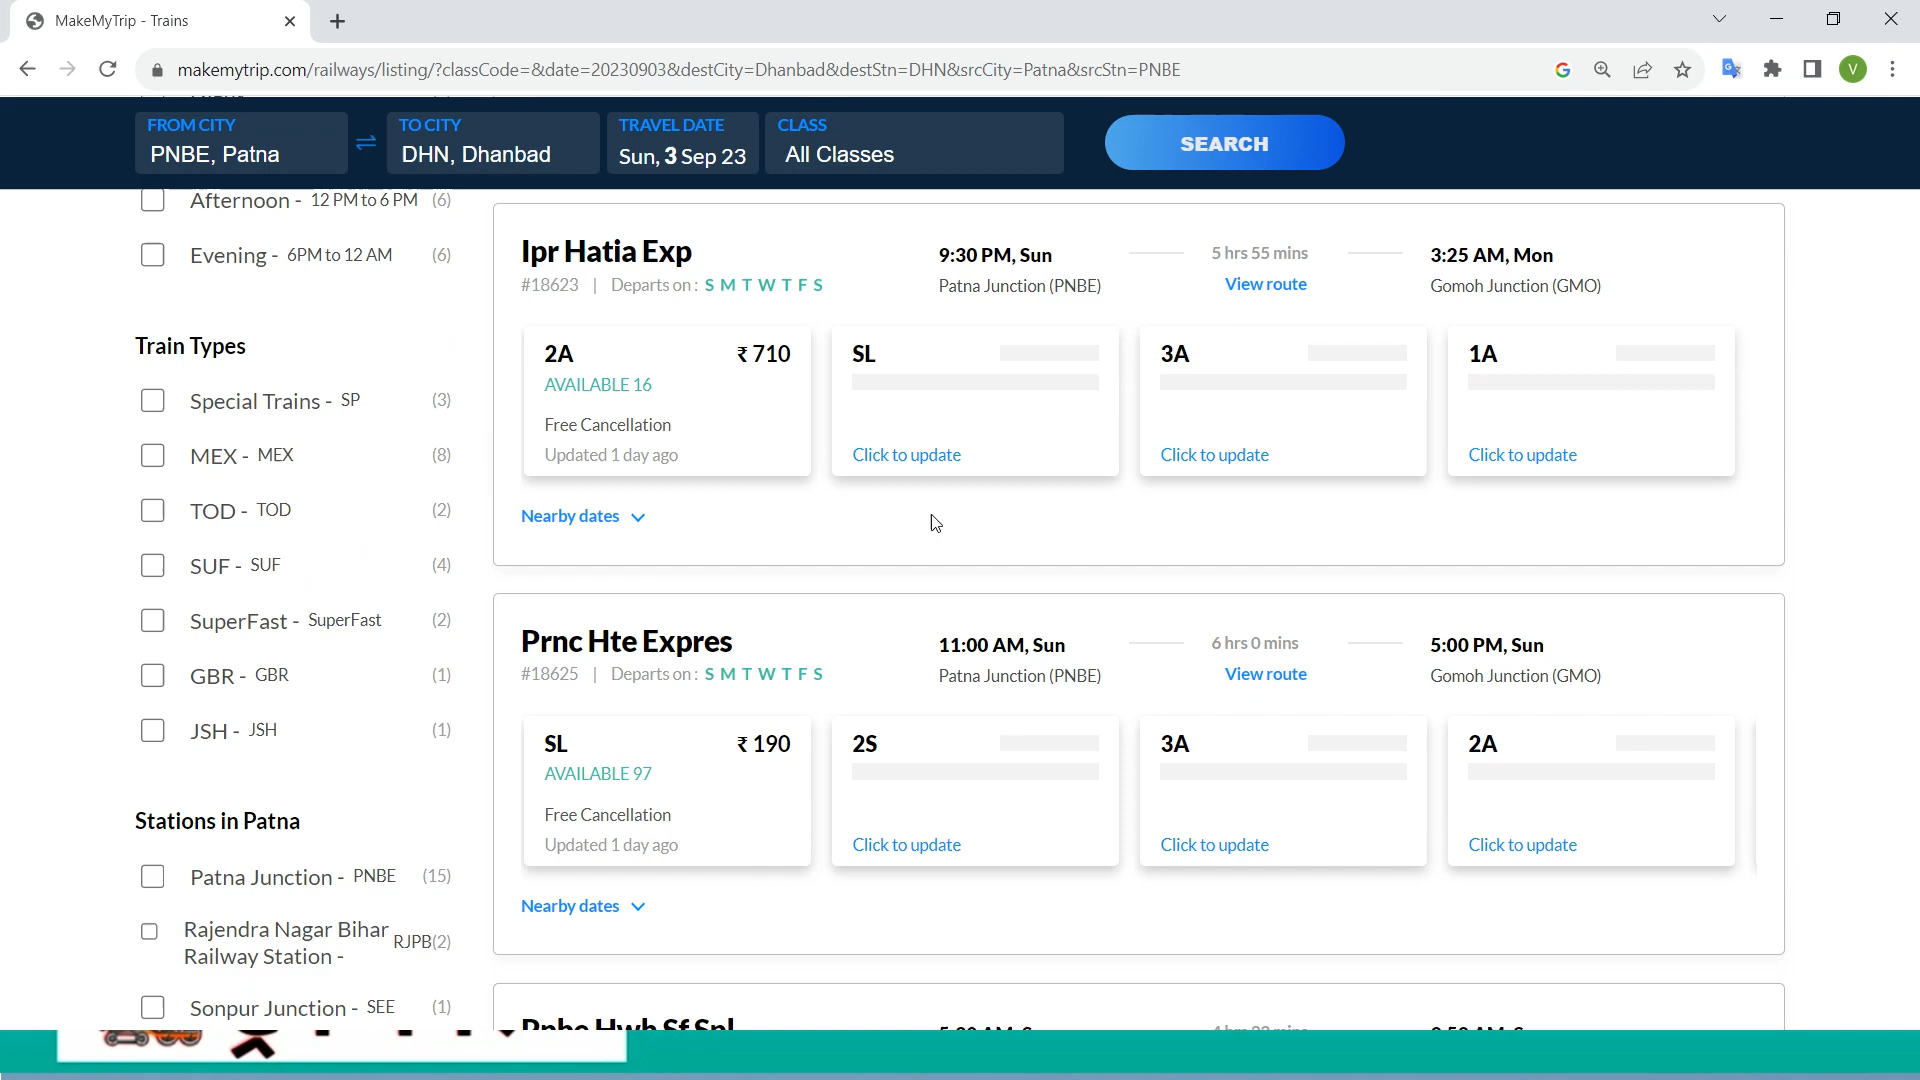 MakeMyTrip - Trains
makemytrip.com/railways/listing/?classCode=&date=20230903&destCity=Dhanbad&destStn=DHN&srcCity=Patna&srcStn=PNBE
V
FROM CITY
PNBE, Patna
TO CITY
DHN, Dhanbad
TRAVEL DATE
Sun, 3 Sep 23
CLASS
All Classes
SEARCH
Afternoon - 12 PM to 6 PM (6)
Evening - 6PM to 12 AM (6)
Train Types
Special Trains - SP (3)
MEX - MEX (8)
TOD - TOD (2)
SUF - SUF (4)
SuperFast - SuperFast (2)
GBR - GBR (1)
JSH - JSH (1)
Stations in Patna
Patna Junction - PNBE (15)
Rajendra Nagar Bihar
Railway Station - RJPB(2)
Sonpur Junction - SEE (1)
Ipr Hatia Exp
#18623 | Departs on : S M T W T F S
9:30 PM, Sun
Patna Junction (PNBE)
5 hrs 55 mins
View route
3:25 AM, Mon
Gomoh Junction (GMO)
2A ₹ 710
AVAILABLE 16
Free Cancellation
Updated 1 day ago
SL
Click to update
3A
Click to update
1A
Click to update
Nearby dates
Prnc Hte Expres
#18625 | Departs on : S M T W T F S
11:00 AM, Sun
Patna Junction (PNBE)
6 hrs 0 mins
View route
5:00 PM, Sun
Gomoh Junction (GMO)
SL ₹ 190
AVAILABLE 97
Free Cancellation
Updated 1 day ago
2S
Click to update
3A
Click to update
2A
Click to update
Nearby dates